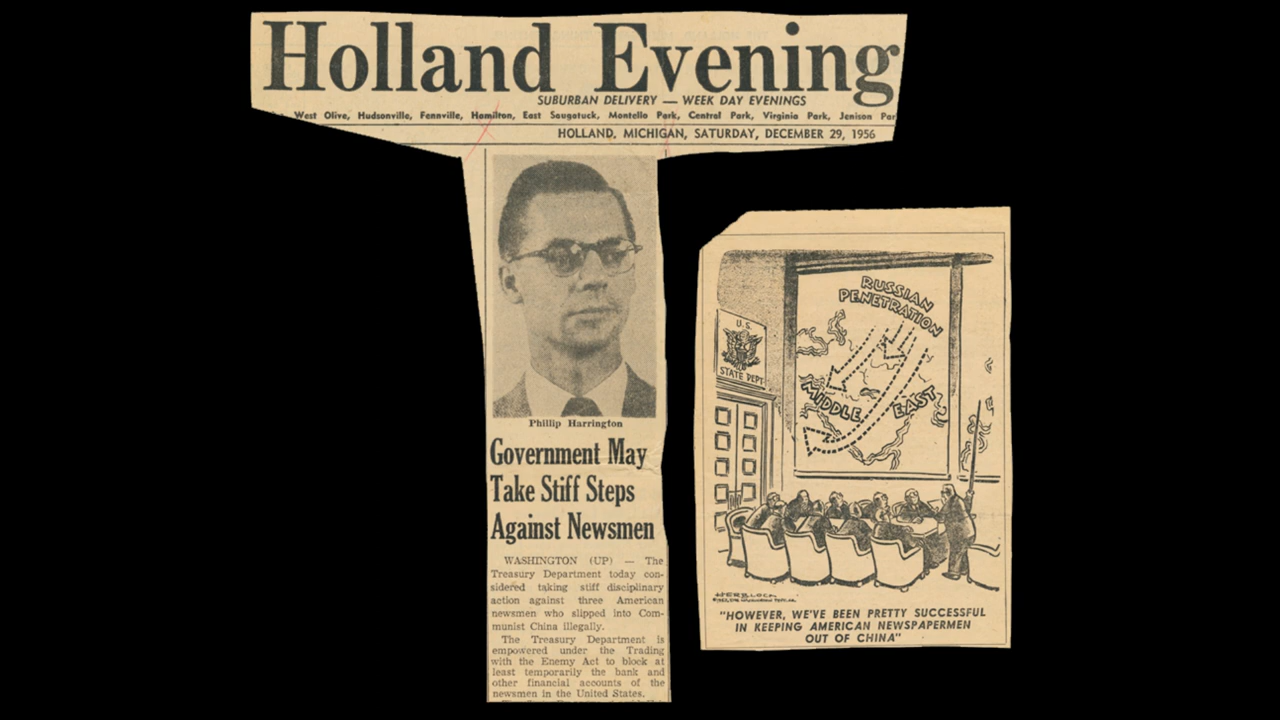 Holland Evening
SUBURBAN DELIVERY — WEEK DAY EVENINGS
West Olive, Hudsonville, Fennville, Hamilton, East Saugatuck, Montello Park, Central Park, Virginia Park, Jenison Par
HOLLAND, MICHIGAN, SATURDAY, DECEMBER 29, 1956
Phillip Harrington
Government May
Take Stiff Steps
Against Newsmen
WASHINGTON (UP) — The
Treasury Department today con-
sidered taking stiff disciplinary
action against three American
newsmen who slipped into Com-
munist China illegally.
The Treasury Department is
empowered under the Trading
with the Enemy Act to block at
least temporarily the bank and
other financial accounts of the
newsmen in the United States.
RUSSIAN
PENETRATION
U.S.
STATE DEPT
MIDDLE EAST
HERBLOCK
"HOWEVER, WE'VE BEEN PRETTY SUCCESSFUL
IN KEEPING AMERICAN NEWSPAPERMEN
OUT OF CHINA"